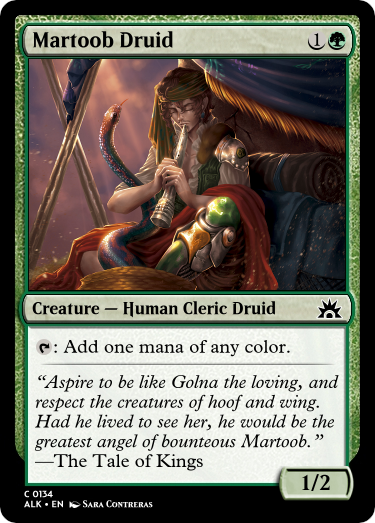 Martoob Druid 1
Creature — Human Cleric Druid
: Add one mana of any color.
“Aspire to be like Golna the loving, and
respect the creatures of hoof and wing.
Had he lived to see her, he would be the
greatest angel of bounteous Martoob.”
—The Tale of Kings
1/2
C 0134
ALK • EN Sara Contreras